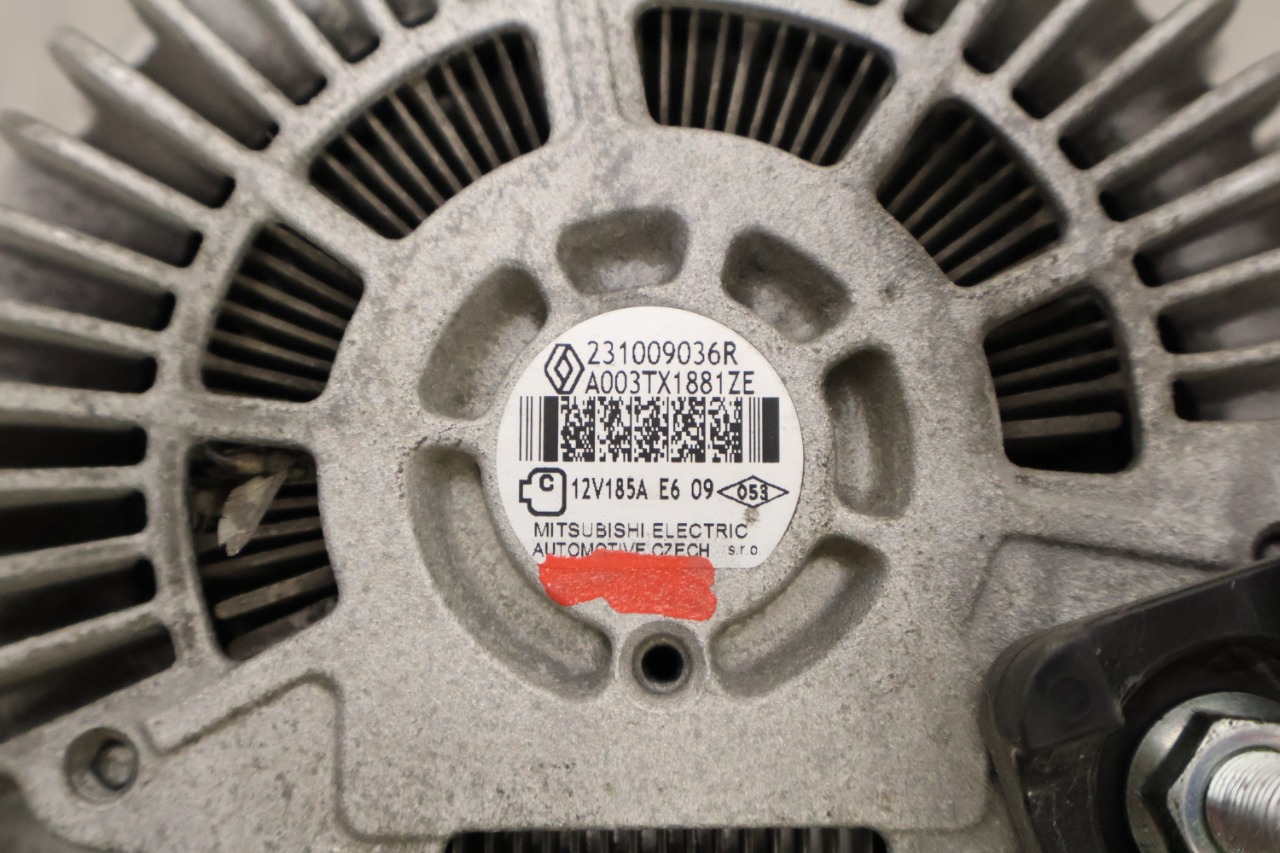 231009036R
A003TX1881ZE
C 12V185A E6 09 053
MITSUBISHI ELECTRIC
AUTOMOTIVE CZECH s.r.o